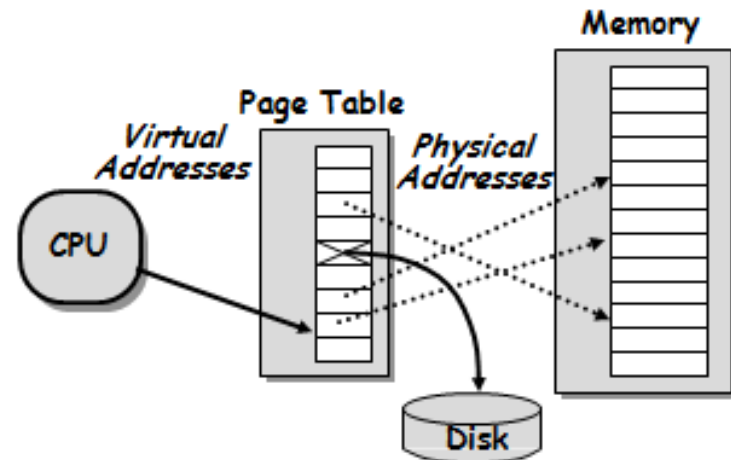 Memory
Page Table
Virtual
Addresses
Physical
Addresses
CPU
Disk